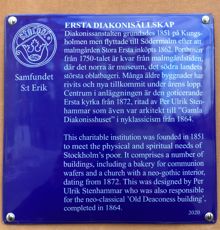 ERSTA DIAKONISÄLLSKAP
Diakonissanstalten grundades 1851 på Kungs-
holmen men flyttade till Södermalm efter att
malmgården Stora Ersta inköpts 1862. Portarna
från 1750-talet är kvar från malmgårdstiden,
där det norra är museum, det södra landets
största oblatbageri. Många äldre byggnader har
rivits och nya tillkommit under årens lopp.
Centrum i anläggningen är den gotiserande
Ersta kyrka från 1872, ritad av Per Ulrik Sten-
hammar som även var arkitekt till "Gamla
Diakonisshuset" i nyklassicism från 1864.
Samfundet
S:t Erik
This charitable institution was founded in 1851
to meet the physical and spiritual needs of
Stockholm's poor. It comprises a number of
buildings, including a bakery for communion
wafers and a church with a neo-gothic interior,
dating from 1872. This was designed by Per
Ulrik Stenhammar who was also responsible
for the neo-classical 'Old Deaconess building',
completed in 1864.
2020